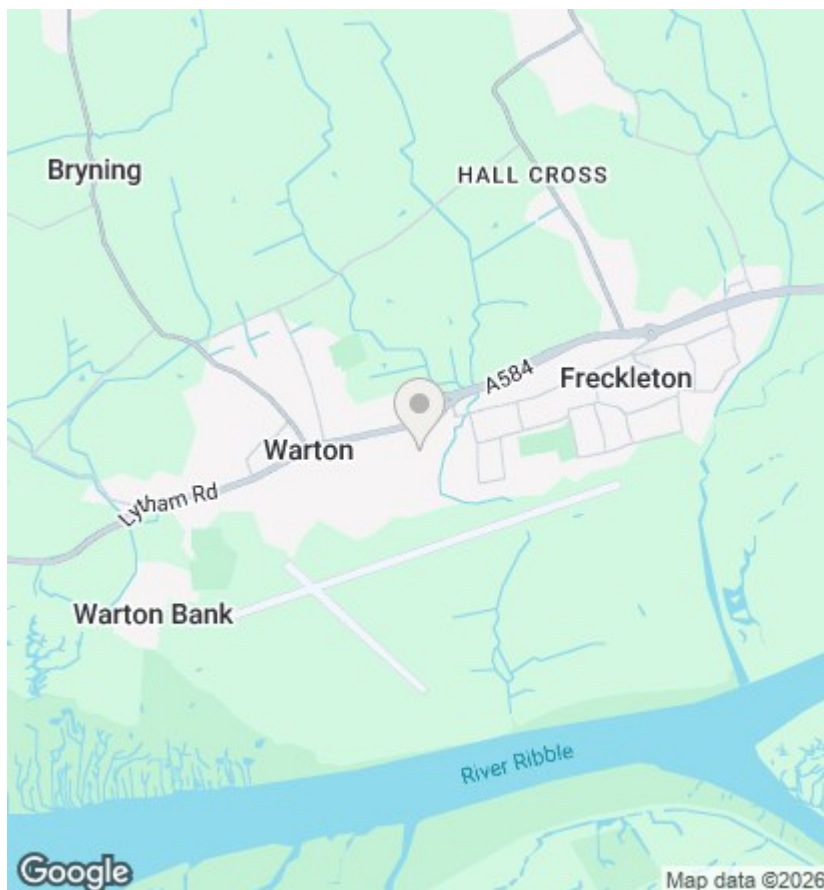 Bryning
HALL CROSS
A584
Freckleton
Warton
Lytham Rd
Warton Bank
River Ribble
Google
Map data ©2026